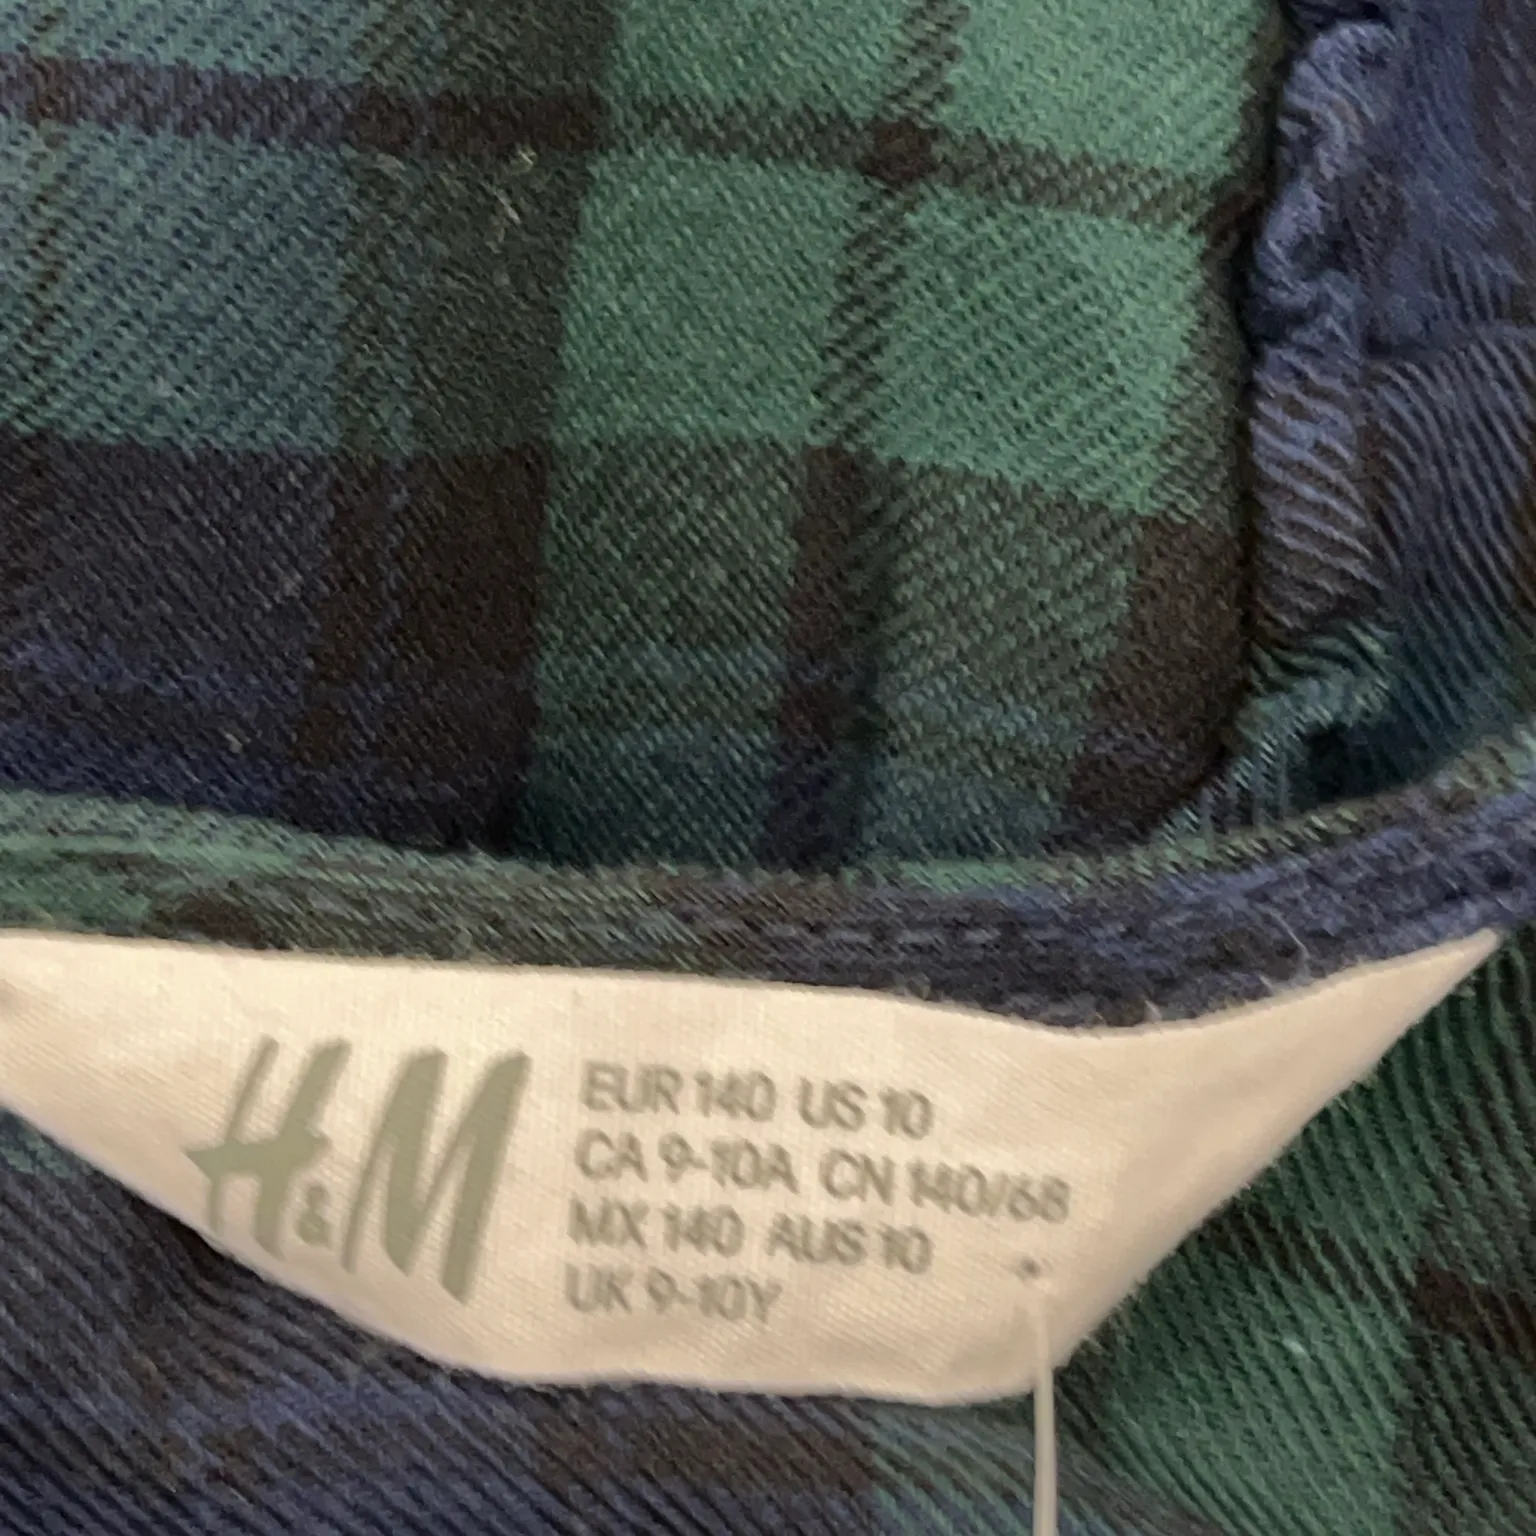 H&M
EUR 140 US 10
CA 9-10A CN 140/68
MX 140 AUS 10
UK 9-10Y